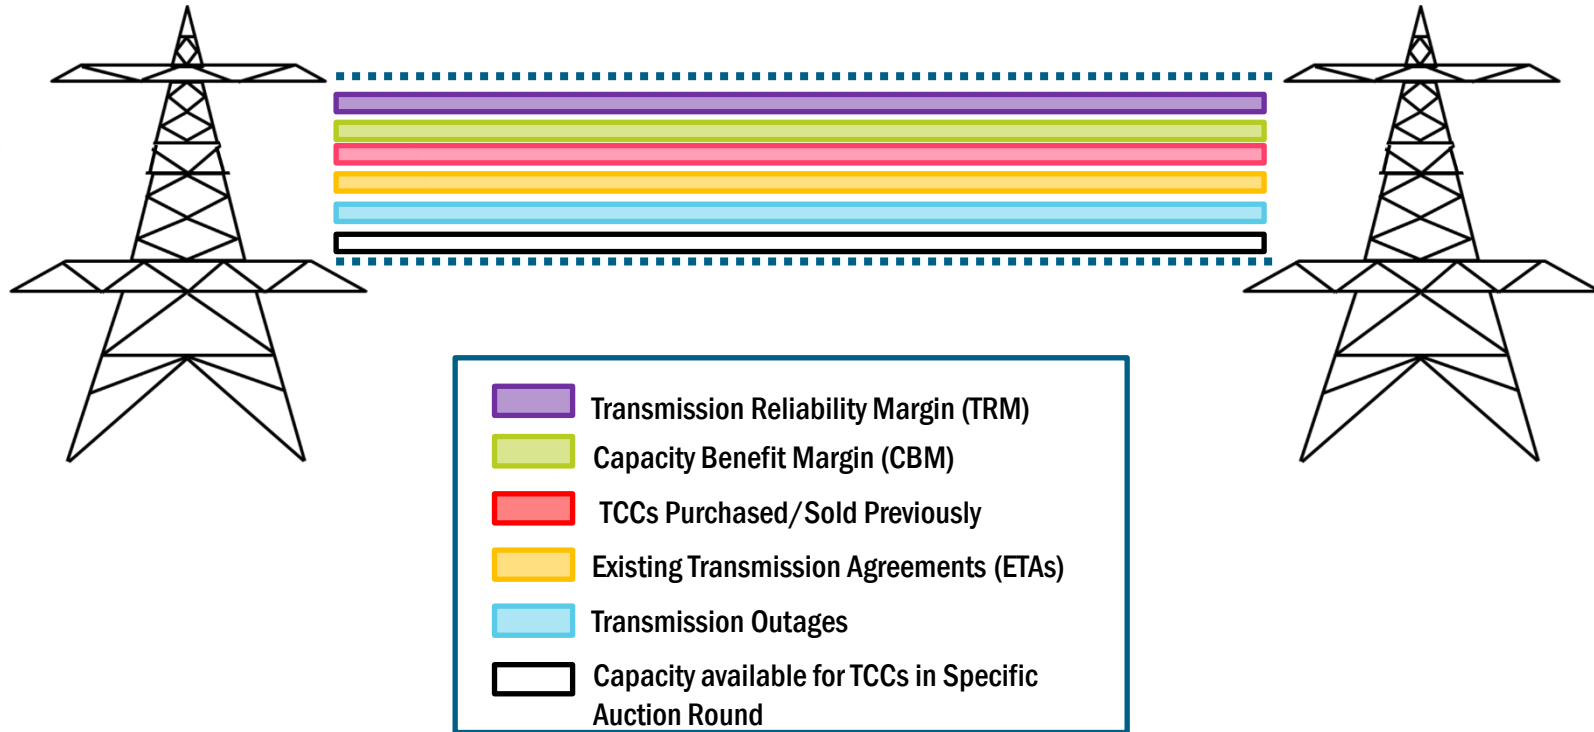 Transmission Reliability Margin (TRM)
Capacity Benefit Margin (CBM)
TCCs Purchased/Sold Previously
Existing Transmission Agreements (ETAs)
Transmission Outages
Capacity available for TCCs in Specific
Auction Round